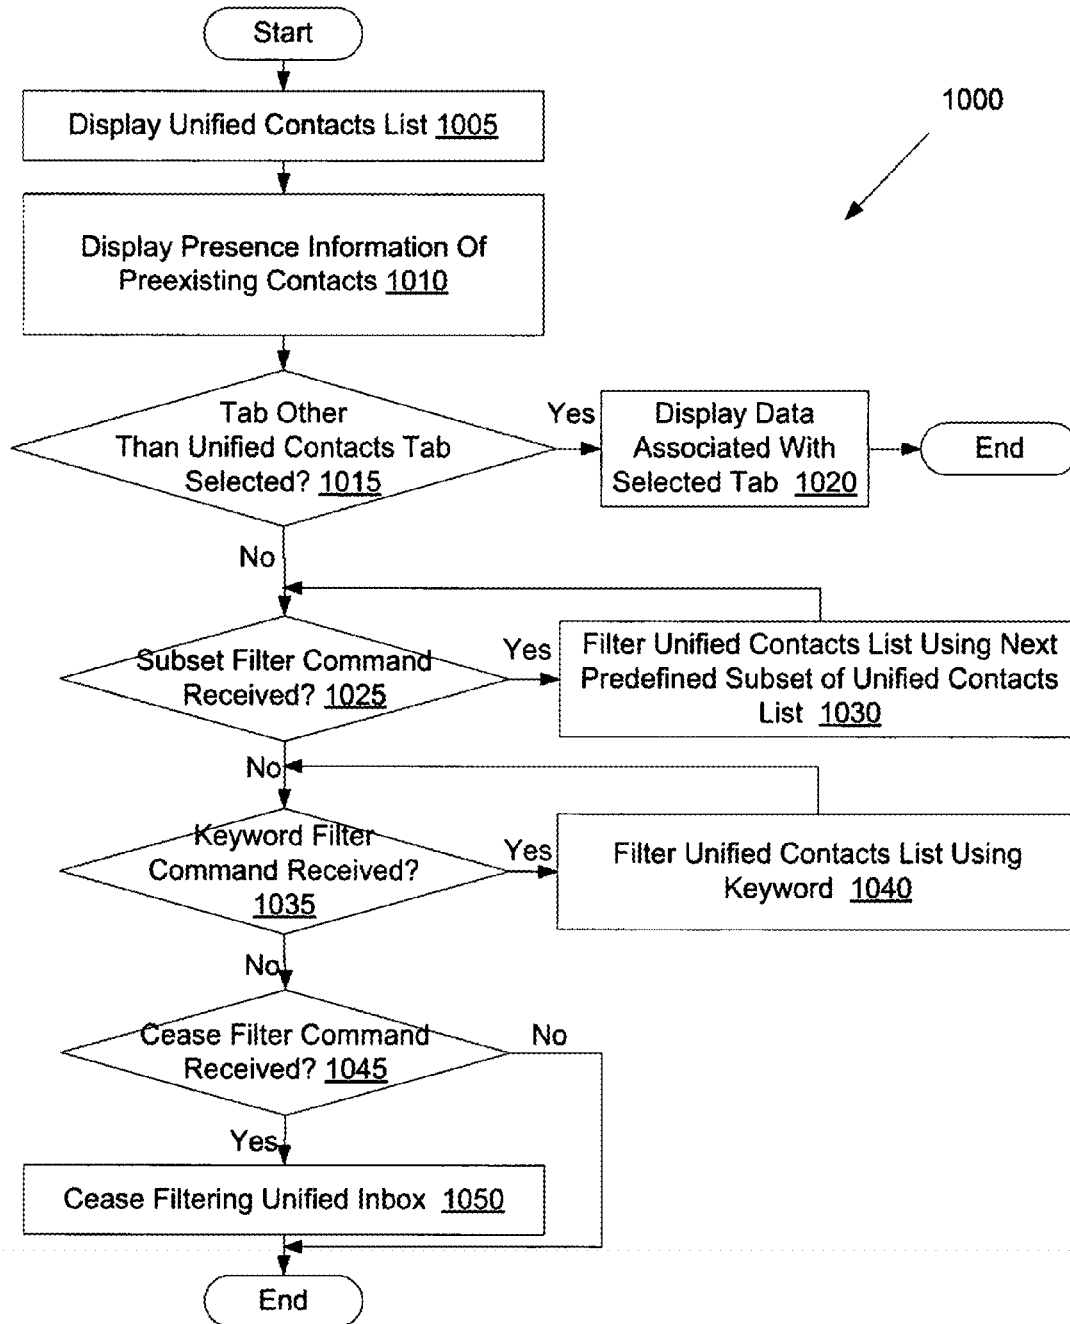 Start
1000
Display Unified Contacts List 1005
Display Presence Information Of
Preexisting Contacts 1010
Tab Other
Than Unified Contacts Tab
Selected? 1015
Yes
Display Data
Associated With
Selected Tab 1020
End
No
Subset Filter Command
Received? 1025
Yes
Filter Unified Contacts List Using Next
Predefined Subset of Unified Contacts
List 1030
No
Keyword Filter
Command Received?
1035
Yes
Filter Unified Contacts List Using
Keyword 1040
No
Cease Filter Command
Received? 1045
No
Yes
Cease Filtering Unified Inbox 1050
End